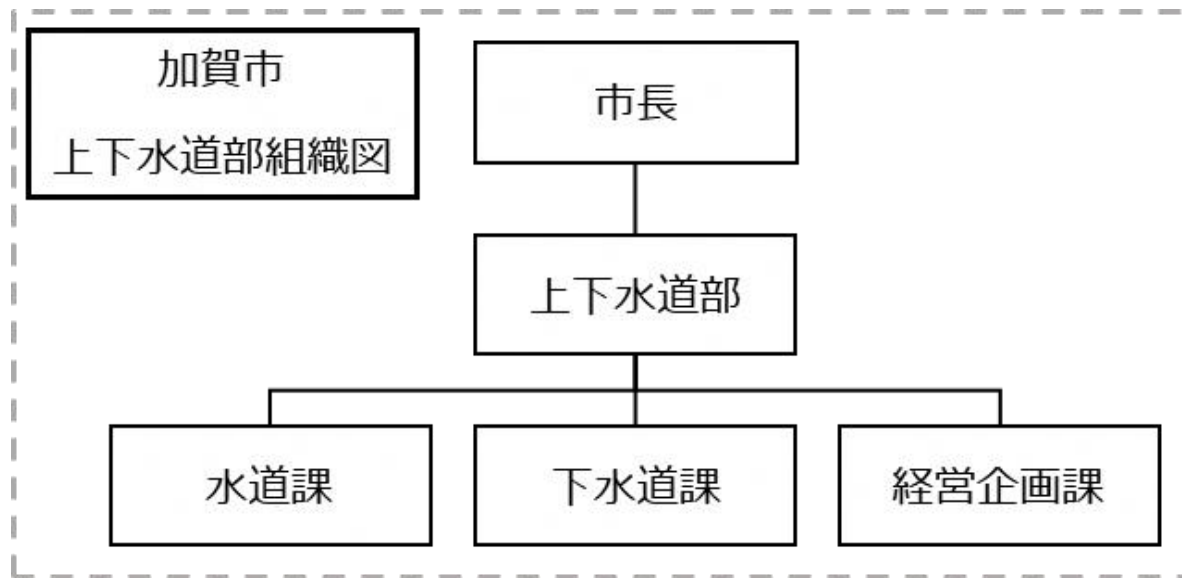 加賀市
上下水道部組織図
市長
上下水道部
水道課
下水道課
経営企画課